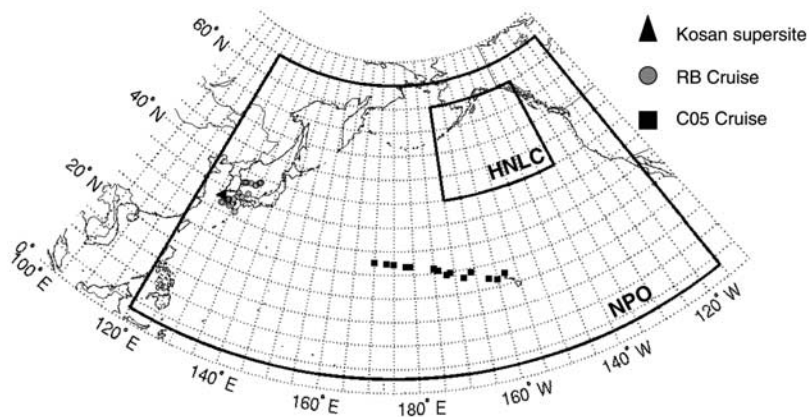 60° N
40° N
20° N
0°
100° E
120° E
140° E
160° E
180° E
160° W
140° W
120° W
HNLC
NPO
Kosan supersite
RB Cruise
C05 Cruise